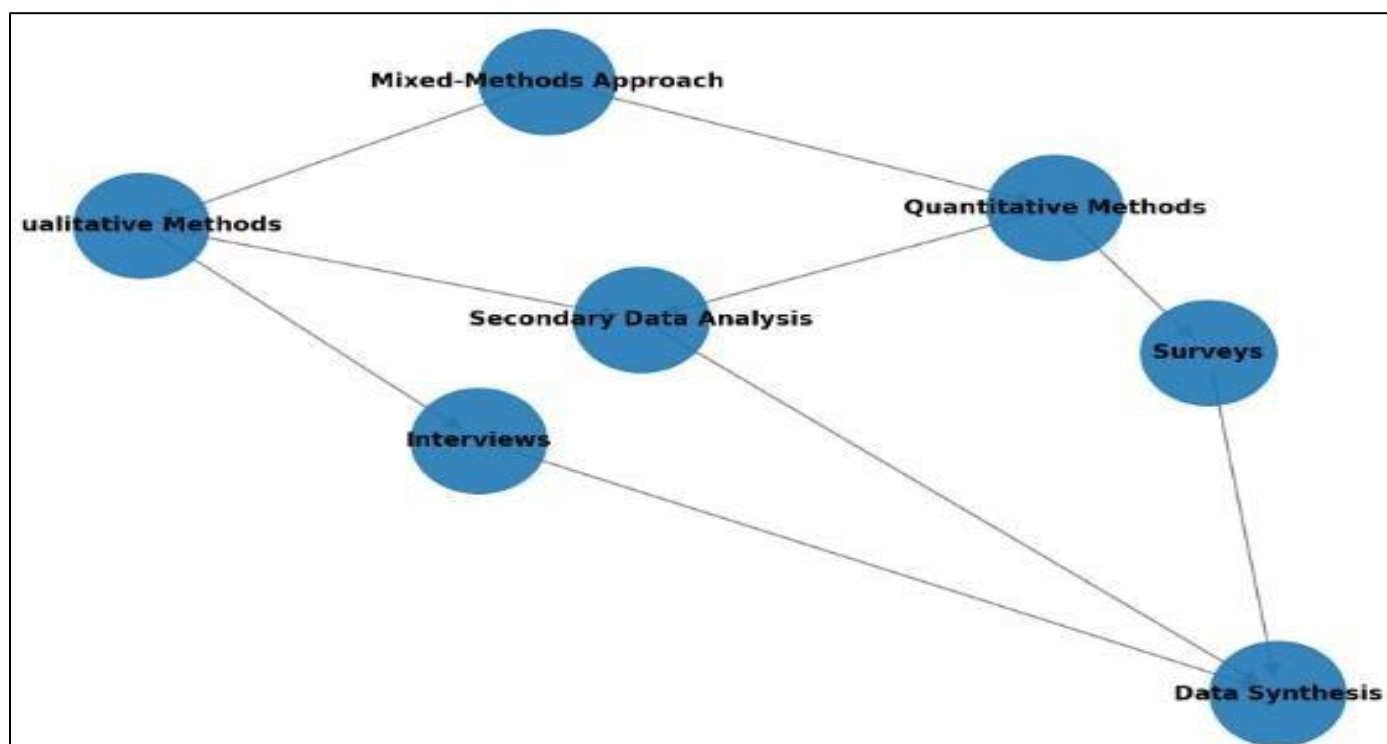 Mixed-Methods Approach
ualitative Methods
Quantitative Methods
Secondary Data Analysis
Surveys
Interviews
Data Synthesis